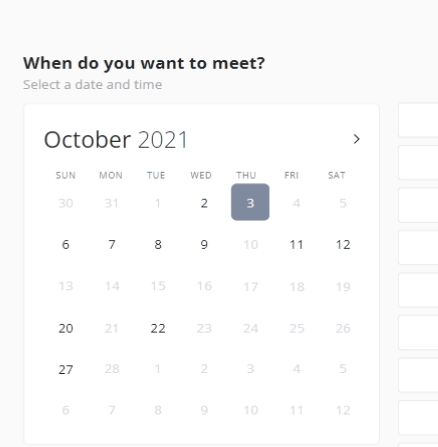 When do you want to meet?
Select a date and time
October 2021
SUN MON TUE WED THU FRI SAT
30 31 1 2 3 4 5
6 7 8 9 10 11 12
13 14 15 16 17 18 19
20 21 22 23 24 25 26
27 28 1 2 3 4 5
6 7 8 9 10 11 12